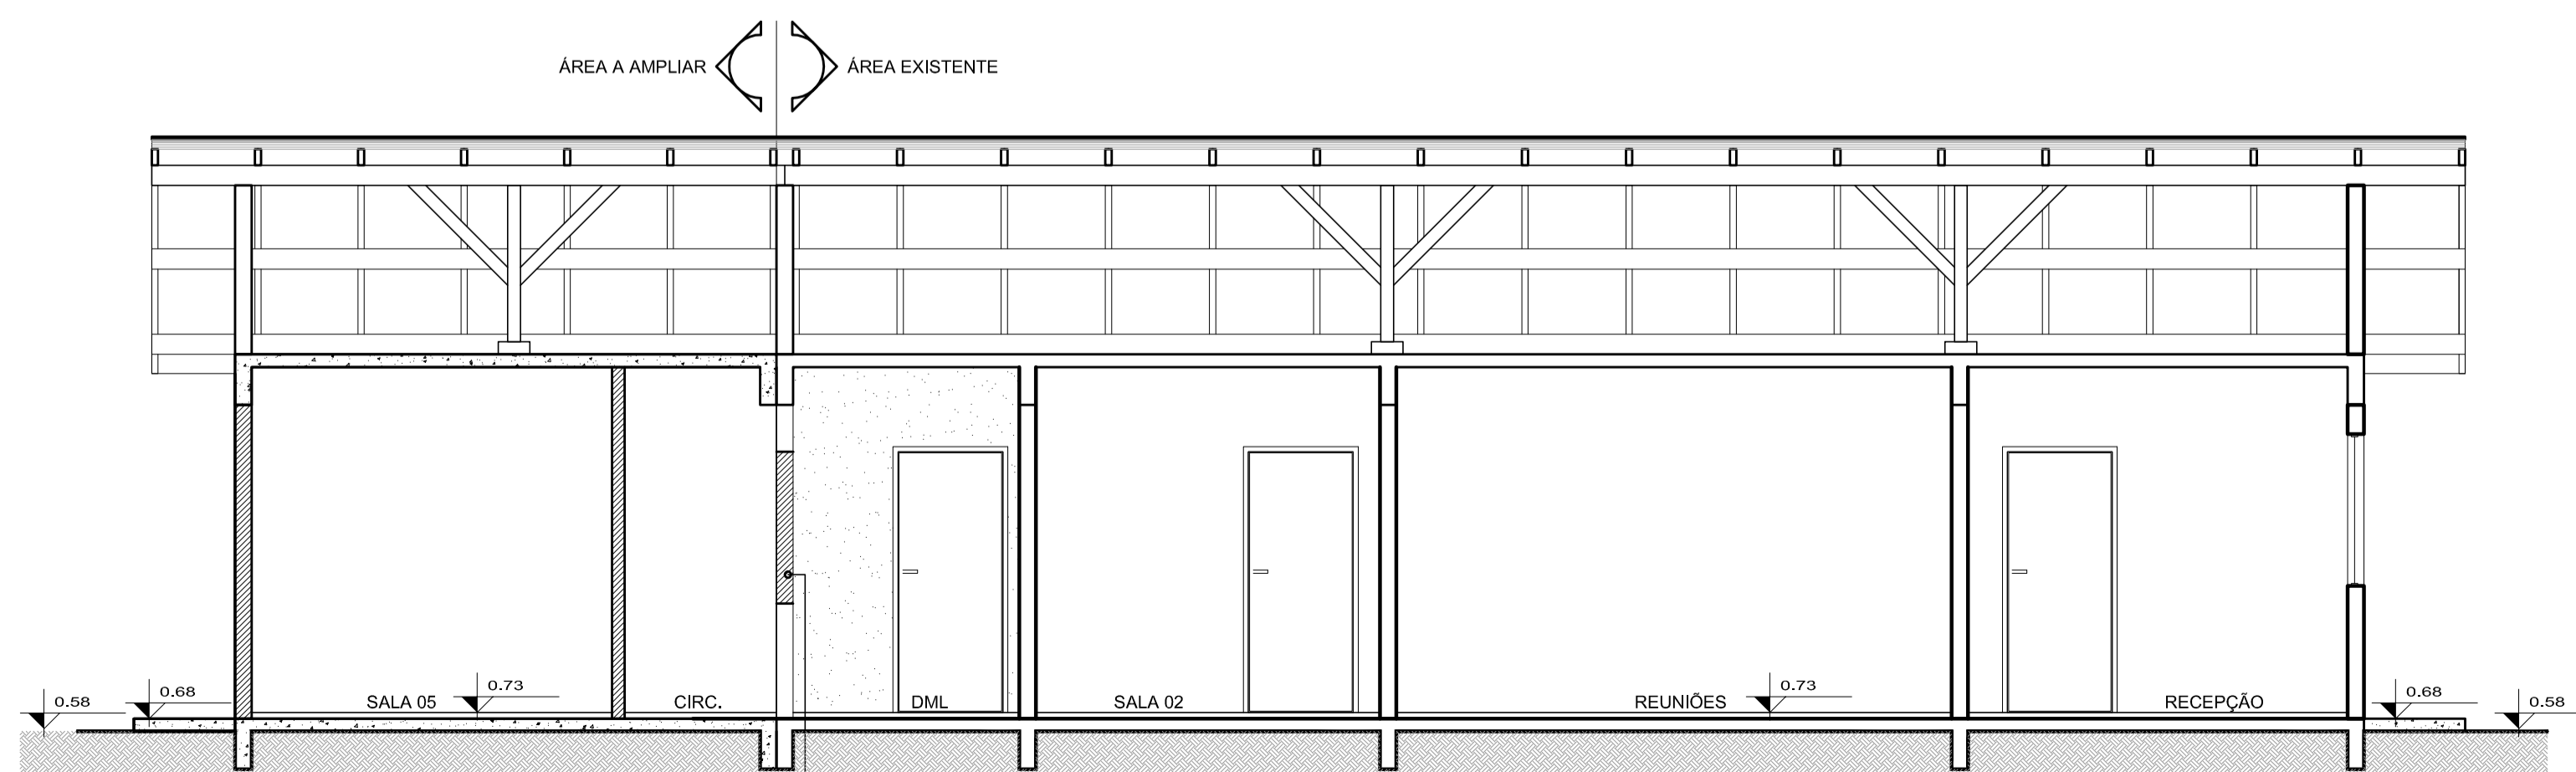 ÁREA A AMPLIAR
ÁREA EXISTENTE
0.58
0.68
SALA 05
0.73
CIRC.
DML
SALA 02
REUNIÕES
0.73
RECEPÇÃO
0.68
0.58